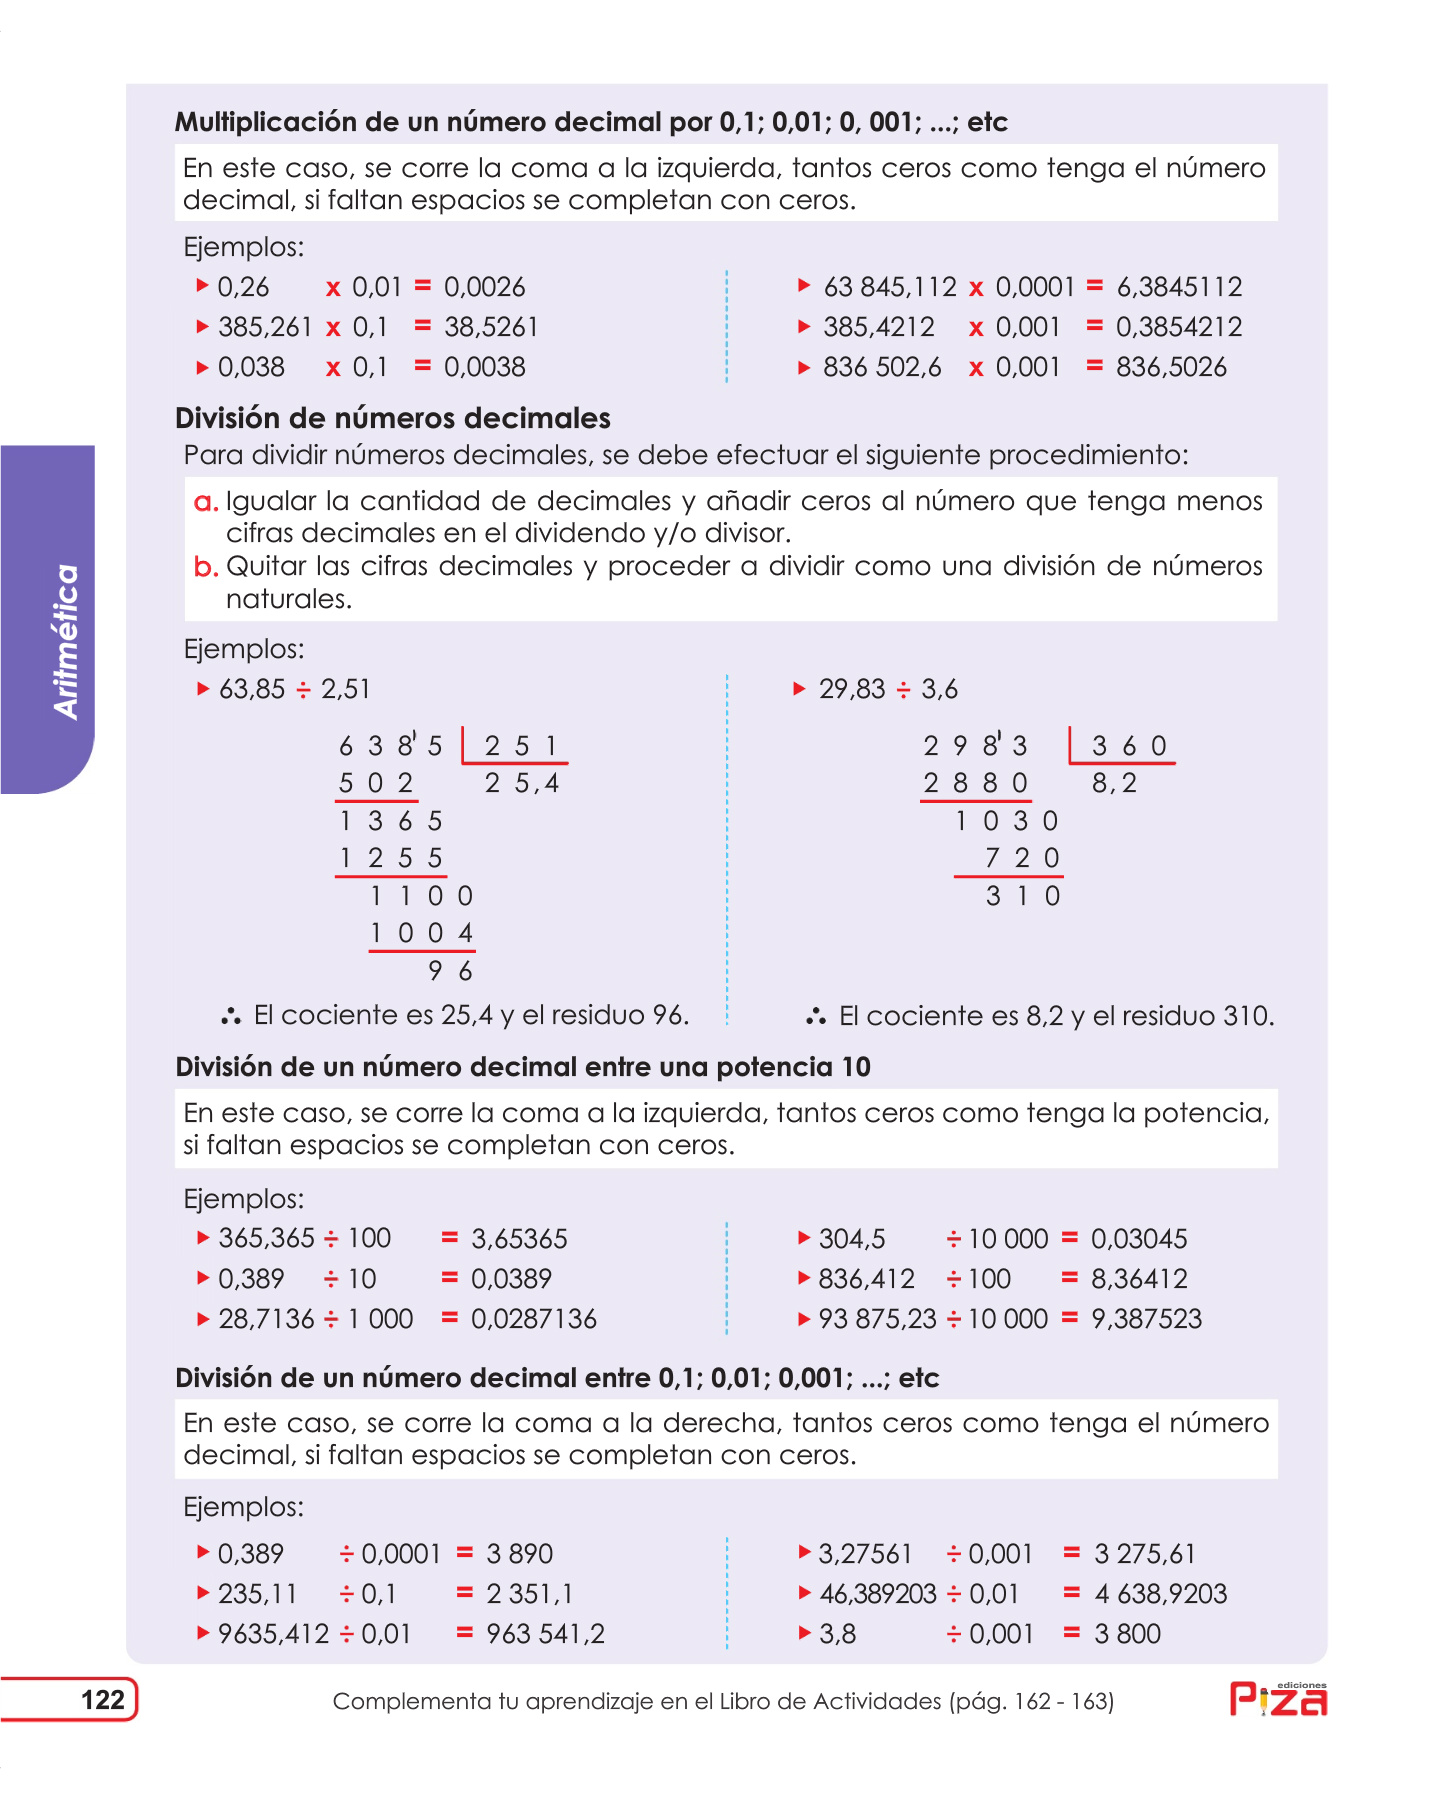 Multiplicación de un número decimal por 0,1; 0,01; 0, 001; ...; etc
En este caso, se corre la coma a la izquierda, tantos ceros como tenga el número
decimal, si faltan espacios se completan con ceros.
Ejemplos:
0,26 x 0,01 = 0,0026
385,261 x 0,1 = 38,5261
0,038 x 0,1 = 0,0038
63 845,112 x 0,0001 = 6,3845112
385,4212 x 0,001 = 0,3854212
836 502,6 x 0,001 = 836,5026
División de números decimales
Para dividir números decimales, se debe efectuar el siguiente procedimiento:
a. Igualar la cantidad de decimales y añadir ceros al número que tenga menos
cifras decimales en el dividendo y/o divisor.
b. Quitar las cifras decimales y proceder a dividir como una división de números
naturales.
Aritmética
Ejemplos:
63,85 ÷ 2,51
6 3 8' 5 2 5 1
5 0 2 2 5,4
1 3 6 5
1 2 5 5
1 1 0 0
1 0 0 4
9 6
∴ El cociente es 25,4 y el residuo 96.
29,83 ÷ 3,6
2 9 8' 3 3 6 0
2 8 8 0 8,2
1 0 3 0
7 2 0
3 1 0
∴ El cociente es 8,2 y el residuo 310.
División de un número decimal entre una potencia 10
En este caso, se corre la coma a la izquierda, tantos ceros como tenga la potencia,
si faltan espacios se completan con ceros.
Ejemplos:
365,365 ÷ 100 = 3,65365
0,389 ÷ 10 = 0,0389
28,7136 ÷ 1 000 = 0,0287136
304,5 ÷ 10 000 = 0,03045
836,412 ÷ 100 = 8,36412
93 875,23 ÷ 10 000 = 9,387523
División de un número decimal entre 0,1; 0,01; 0,001; ...; etc
En este caso, se corre la coma a la derecha, tantos ceros como tenga el número
decimal, si faltan espacios se completan con ceros.
Ejemplos:
0,389 ÷ 0,0001 = 3 890
235,11 ÷ 0,1 = 2 351,1
9635,412 ÷ 0,01 = 963 541,2
3,27561 ÷ 0,001 = 3 275,61
46,389203 ÷ 0,01 = 4 638,9203
3,8 ÷ 0,001 = 3 800
122
Complementa tu aprendizaje en el Libro de Actividades (pág. 162 - 163)
ediciones
Piza